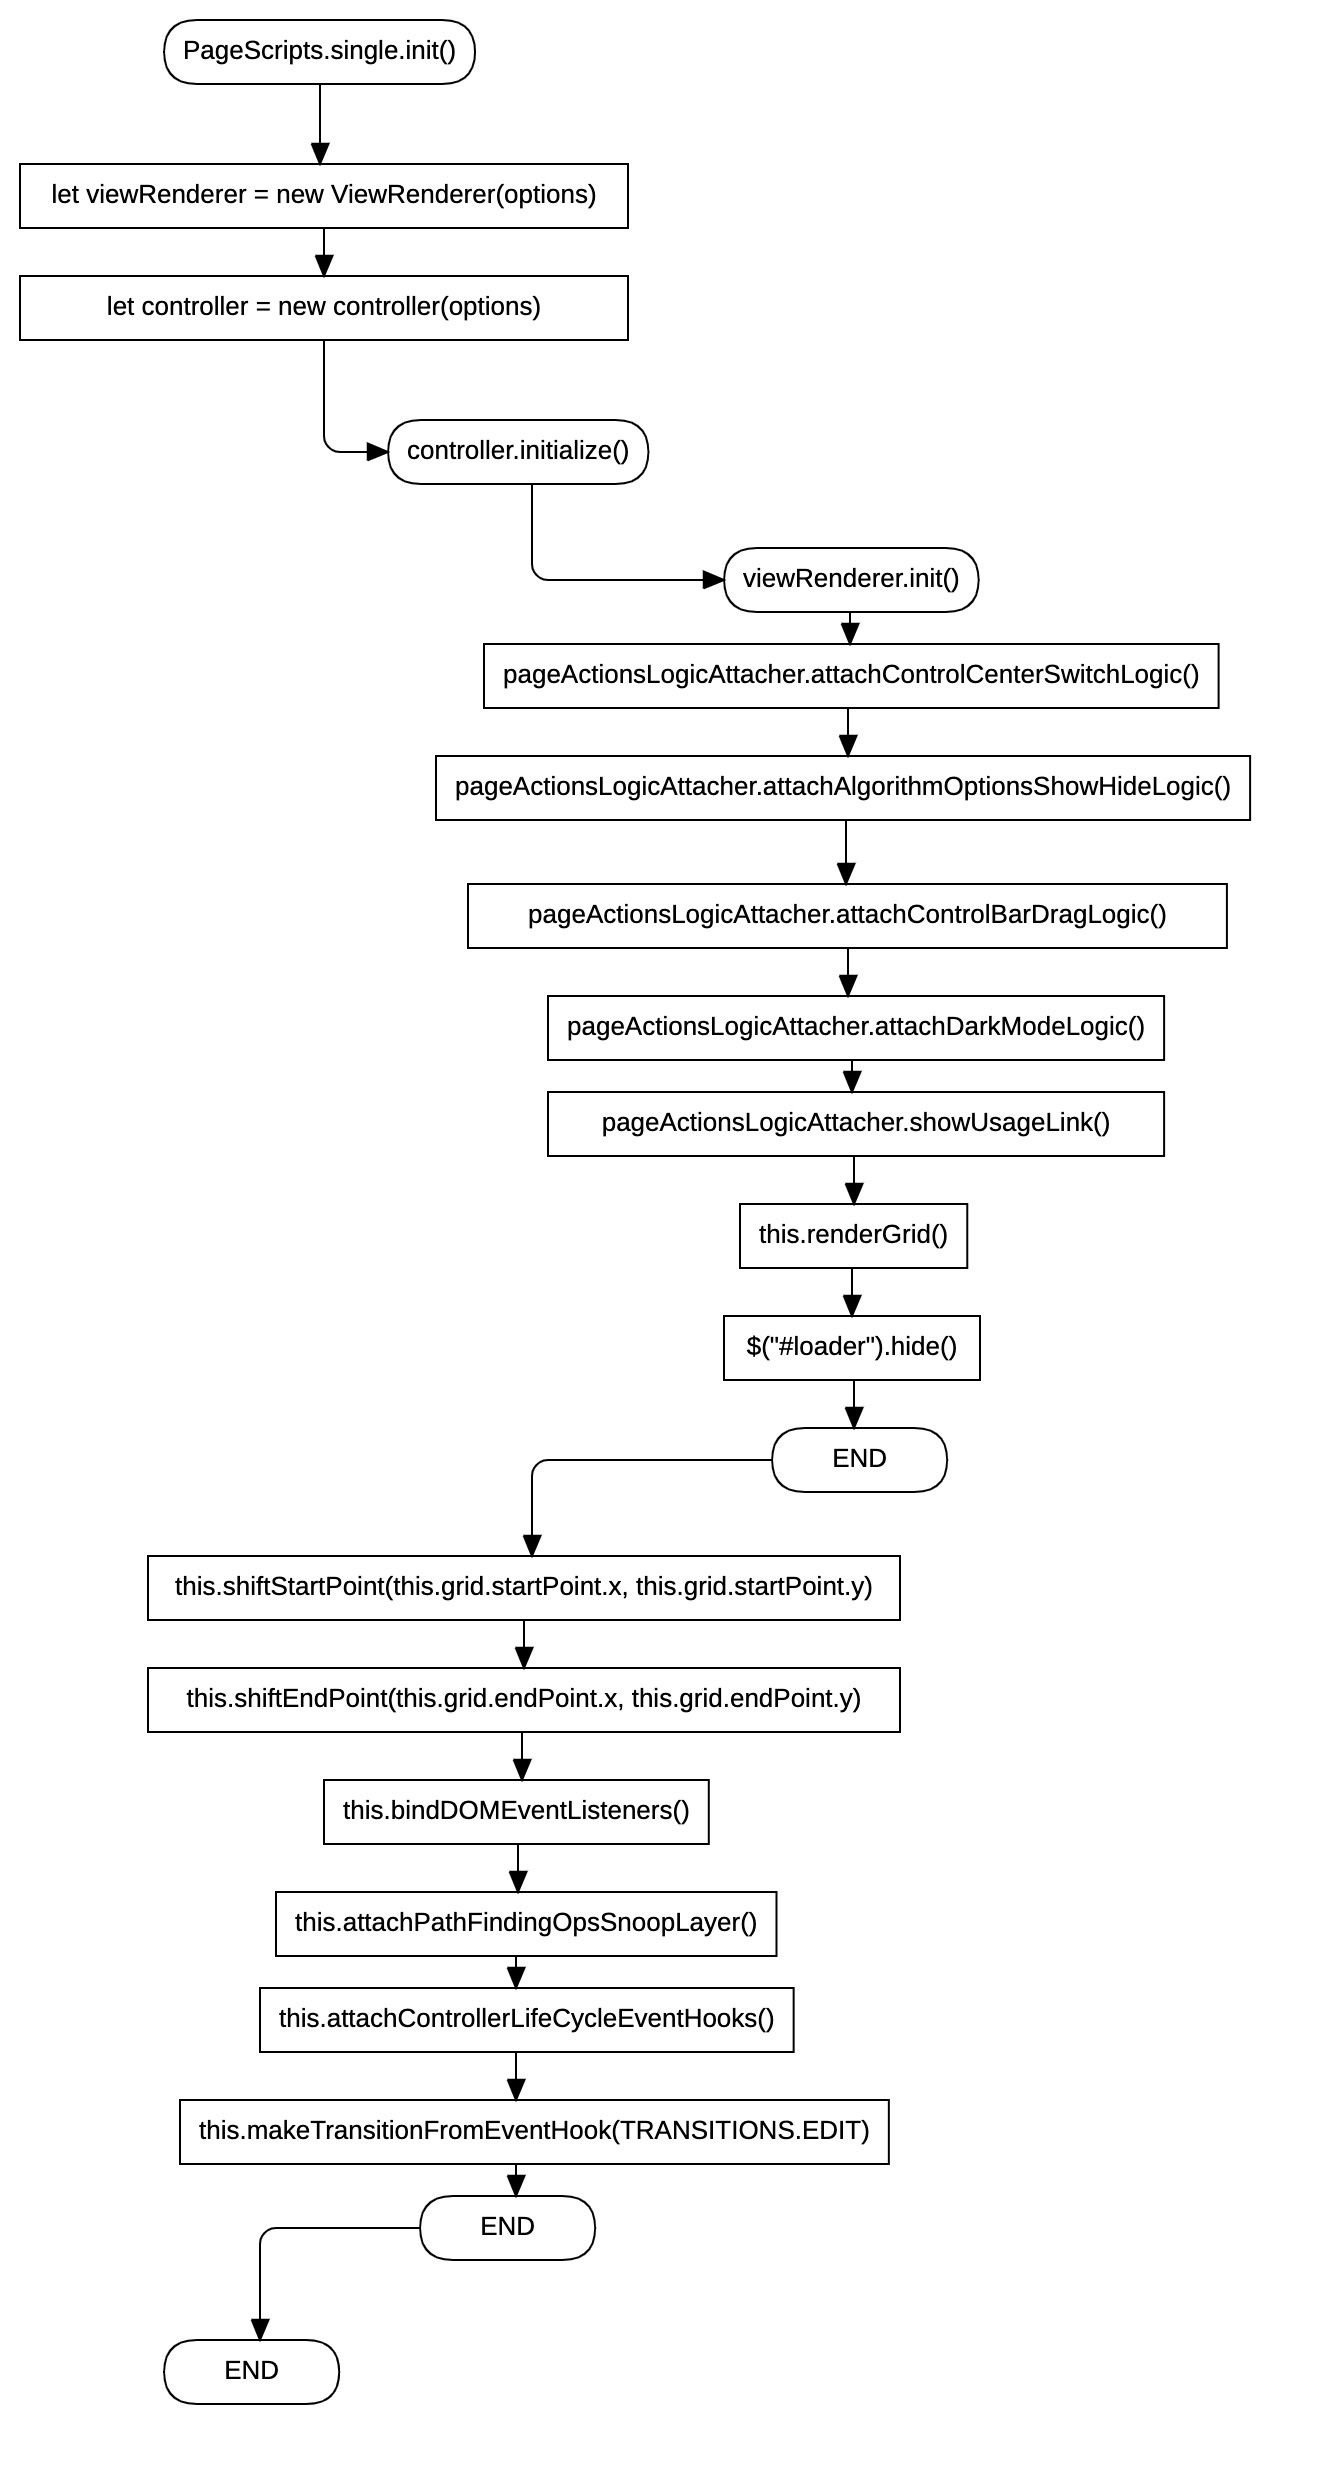 PageScripts.single.init()
let viewRenderer = new ViewRenderer(options)
let controller = new controller(options)
controller.initialize()
viewRenderer.init()
pageActionsLogicAttacher.attachControlCenterSwitchLogic()
pageActionsLogicAttacher.attachAlgorithmOptionsShowHideLogic()
pageActionsLogicAttacher.attachControlBarDragLogic()
pageActionsLogicAttacher.attachDarkModeLogic()
pageActionsLogicAttacher.showUsageLink()
this.renderGrid()
$("#loader").hide()
END
this.shiftStartPoint(this.grid.startPoint.x, this.grid.startPoint.y)
this.shiftEndPoint(this.grid.endPoint.x, this.grid.endPoint.y)
this.bindDOMEventListeners()
this.attachPathFindingOpsSnoopLayer()
this.attachControllerLifeCycleEventHooks()
this.makeTransitionFromEventHook(TRANSITIONS.EDIT)
END
END